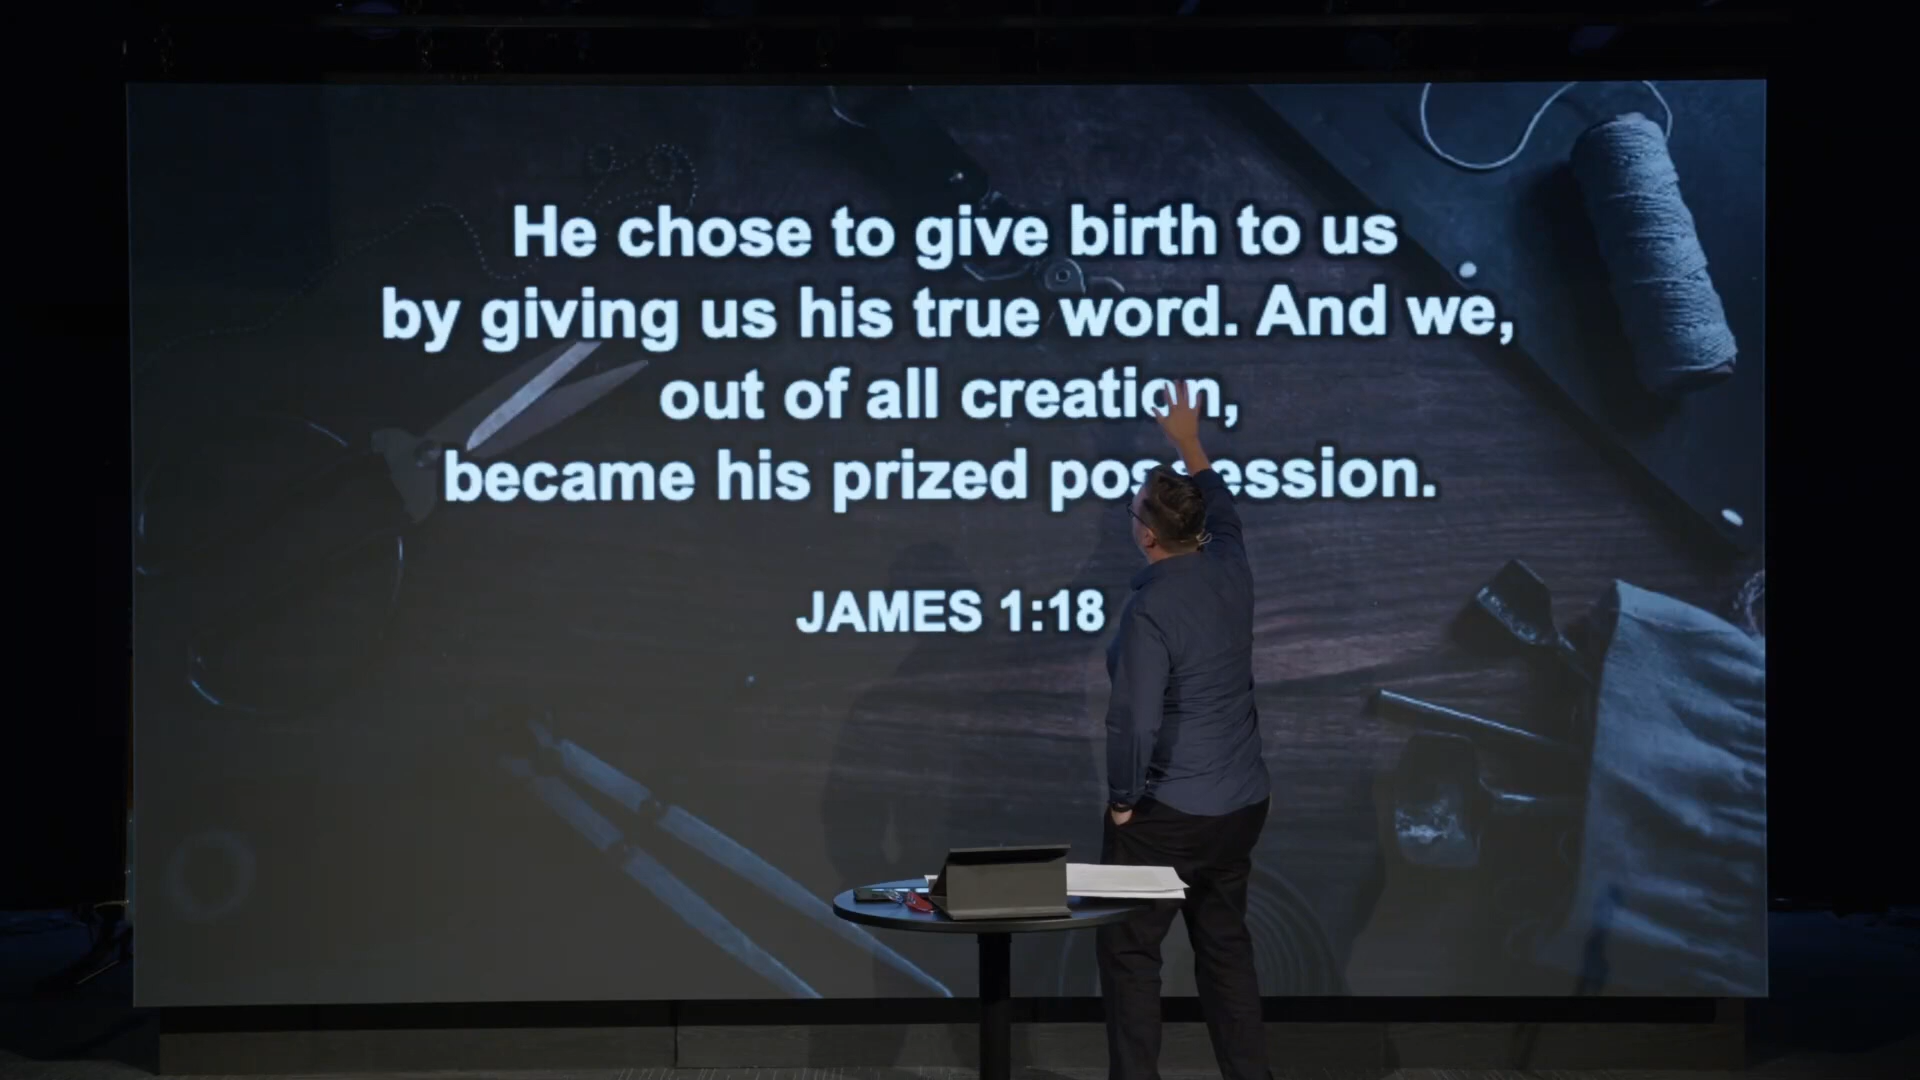 He chose to give birth to us
by giving us his true word. And we,
out of all creation,
became his prized possession.
JAMES 1:18